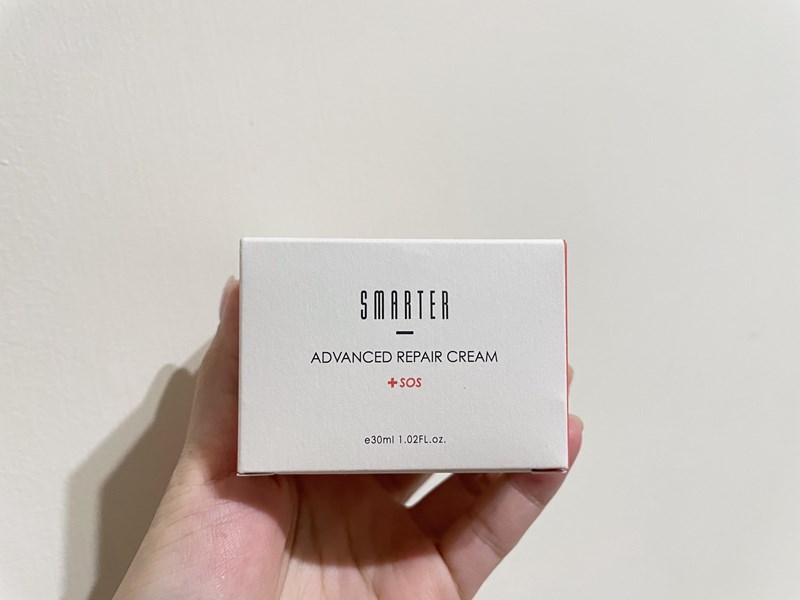 SMARTER
ADVANCED REPAIR CREAM
+SOS
e30ml 1.02FL.oz.